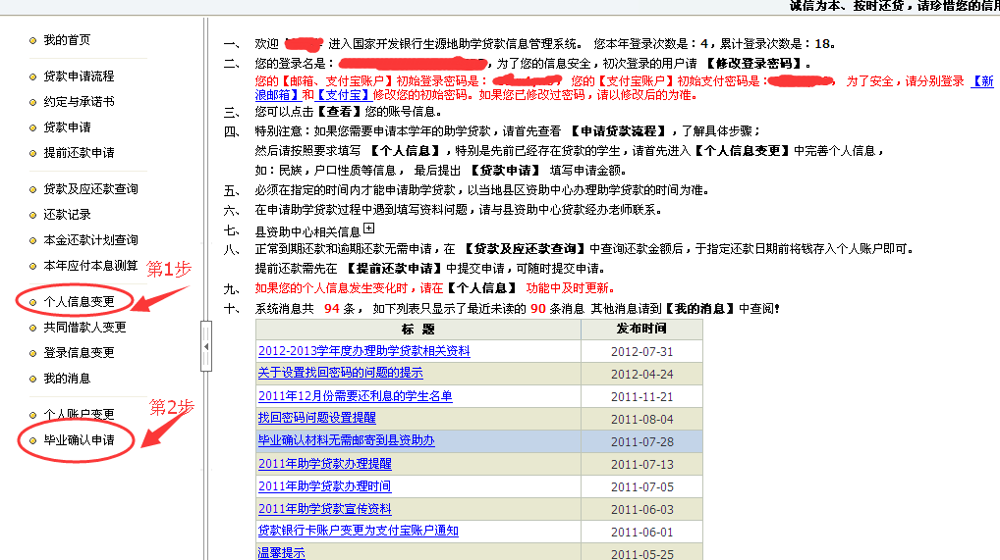 诚信为本、按时还贷，请珍惜您的信用
我的首页
贷款申请流程
约定与承诺书
贷款申请
提前还款申请
贷款及应还款查询
还款记录
本金还款计划查询
本年应付本息测算
第1步
个人信息变更
共同借款人变更
登录信息变更
我的消息
第2步
个人账户变更
毕业确认申请
一、 欢迎 进入国家开发银行生源地助学贷款信息管理系统。 您本年登录次数是：4，累计登录次数是：18。
二、 您的登录名是： ，为了您的信息安全，初次登录的用户请 【修改登录密码】。
您的【邮箱、支付宝账户】初始登录密码是： 您的【支付宝账户】初始支付密码是： ， 为了安全，请分别登录 【新
浪邮箱】和【支付宝】修改您的初始密码。如果您已修改过密码，请以修改后的为准。
三、 您可以点击【查看】您的账号信息。
四、 特别注意：如果您需要申请本学年的助学贷款，请首先查看 【申请贷款流程】，了解具体步骤；
然后请按照要求填写 【个人信息】，特别是先前已经存在贷款的学生，请首先进入【个人信息变更】中完善个人信息，
如：民族，户口性质等信息， 最后提出 【贷款申请】 填写申请金额。
五、 必须在指定的时间内才能申请助学贷款，以当地县区资助中心办理助学贷款的时间为准。
六、 在申请助学贷款过程中遇到填写资料问题，请与县资助中心贷款经办老师联系。
七、 县资助中心相关信息
八、 正常到期还款和逾期还款无需申请，在 【贷款及应还款查询】中查询还款金额后，于指定还款日期前将钱存入个人账户即可。
提前还款需先在 【提前还款申请】中提交申请，可随时提交申请。
九、 如果您的个人信息发生变化时，请在【个人信息】 功能中及时更新。
十、 系统消息共 94 条， 如下列表只显示了最近未读的 90 条消息 其他消息请到【我的消息】中查阅！
标 题 发布时间
2012-2013学年度办理助学贷款相关资料 2012-07-31
关于设置找回密码的问题的提示 2012-04-24
2011年12月份需要还利息的学生名单 2011-11-21
找回密码问题设置提醒 2011-08-04
毕业确认材料无需邮寄到县资助办 2011-07-28
2011年助学贷款办理提醒 2011-07-13
2011年助学贷款办理时间 2011-07-05
2011年助学贷款宣传资料 2011-06-03
贷款银行卡账户变更为支付宝账户通知 2011-06-01
温馨提示 2011-05-25